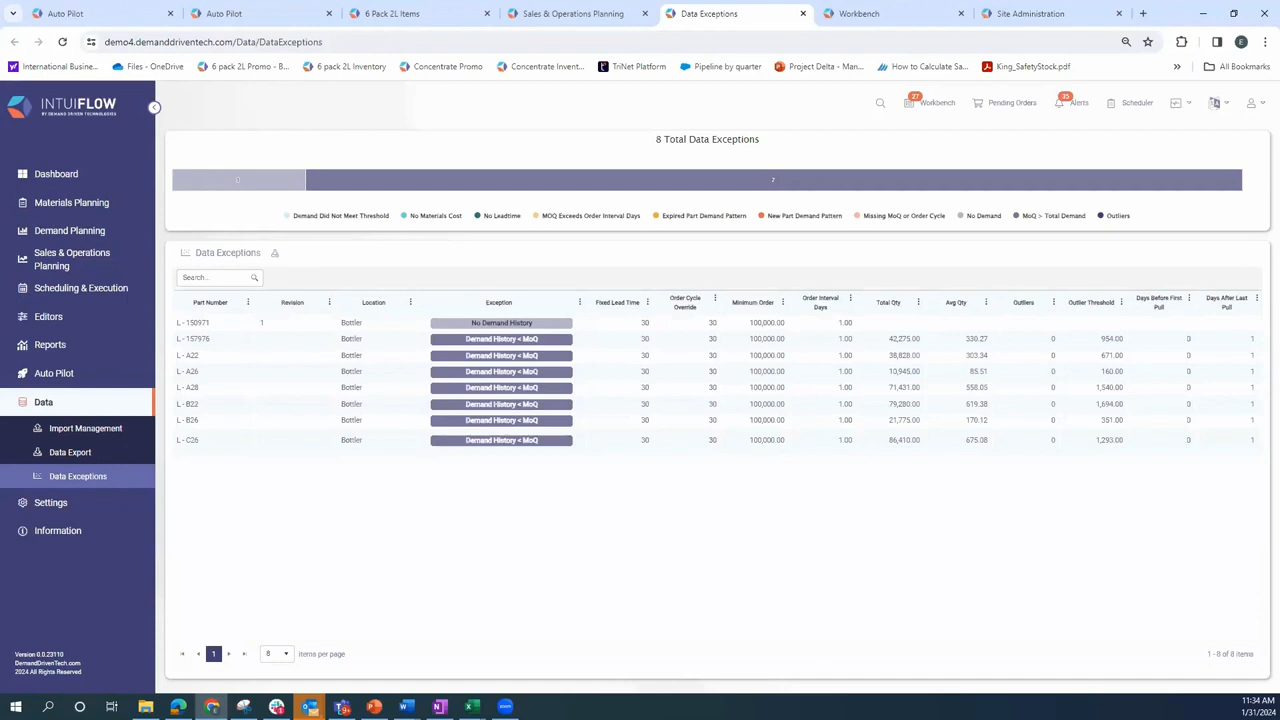 Auto Pilot
Auto Pilot
6 Pack 2L Items
Sales & Operations Planning
Data Exceptions
Workbench
Site Administration
demo4.demanddriventech.com/Data/DataExceptions
E
International Busine...
Files - OneDrive
6 pack 2L Promo - B...
6 pack 2L Inventory
Concentrate Promo
Concentrate Invent...
TriNet Platform
Pipeline by quarter
Project Delta - Man...
How to Calculate Sa...
King_SafetyStock.pdf
All Bookmarks
INTUIFLOW
BY DEMAND DRIVEN TECHNOLOGIES
27
Workbench
Pending Orders
35
Alerts
Scheduler
Dashboard
Materials Planning
Demand Planning
Sales & Operations
Planning
Scheduling & Execution
Editors
Reports
Auto Pilot
Data
Import Management
Data Export
Data Exceptions
Settings
Information
Version 0.0.23110
DemandDrivenTech.com
2024 All Rights Reserved
8 Total Data Exceptions
Demand Did Not Meet Threshold
No Materials Cost
No Leadtime
MOQ Exceeds Order Interval Days
Expired Part Demand Pattern
New Part Demand Pattern
Missing MoQ or Order Cycle
No Demand
MoQ > Total Demand
Outliers
Data Exceptions
Search...
Part Number Revision Location Exception Fixed Lead Time Order Cycle Override Minimum Order Order Interval Days Total Qty Avg Qty Outliers Outlier Threshold Days Before First Pull Days After Last Pull
L - 150971 1 Bottler No Demand History 30 30 100,000.00 1.00
L - 157976 Bottler Demand History < MoQ 30 30 100,000.00 1.00 42,275.00 330.27 0 954.00 0 1
L - A22 Bottler Demand History < MoQ 30 30 100,000.00 1.00 38,828.00 303.34 0 671.00 0 1
L - A26 Bottler Demand History < MoQ 30 30 100,000.00 1.00 10,945.00 85.51 0 160.00 0 1
L - A28 Bottler Demand History < MoQ 30 30 100,000.00 1.00 71,431.00 558.05 0 1,540.00 0 1
L - B22 Bottler Demand History < MoQ 30 30 100,000.00 1.00 79,280.00 619.38 0 1,694.00 0 1
L - B26 Bottler Demand History < MoQ 30 30 100,000.00 1.00 21,775.00 170.12 0 351.00 0 1
L - C26 Bottler Demand History < MoQ 30 30 100,000.00 1.00 86,410.00 675.08 0 1,293.00 0 1
1
8
items per page
1 - 8 of 8 items
11:34 AM
1/31/2024